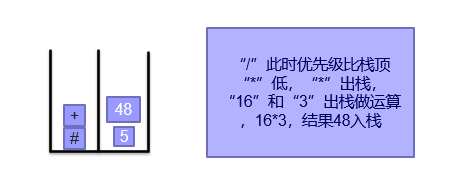 +
48
#
5
“/”此时优先级比栈顶
“*”低，“*”出栈，
“16”和“3”出栈做运算
，16*3，结果48入栈